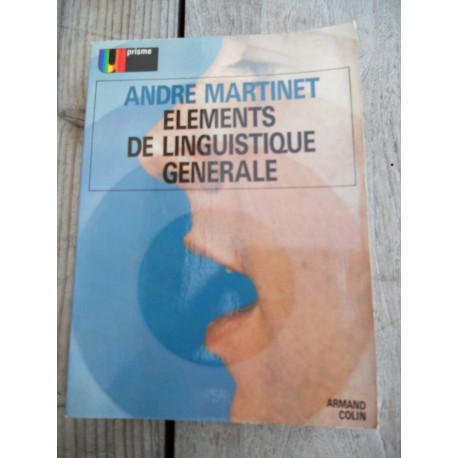 U prisme
ANDRE MARTINET
ELEMENTS
DE LINGUISTIQUE
GENERALE
ARMAND
COLIN